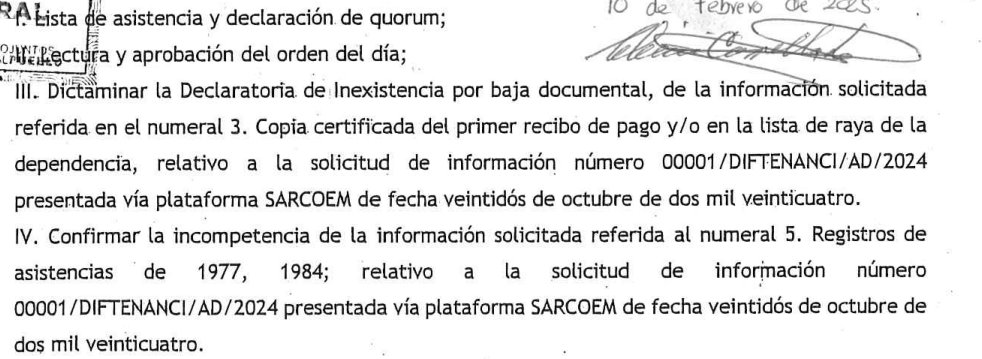 10 de febrero de 2025.
I. Lista de asistencia y declaración de quorum;
II. Lectura y aprobación del orden del día;
III. Dictaminar la Declaratoria de Inexistencia por baja documental, de la información solicitada
referida en el numeral 3. Copia certificada del primer recibo de pago y/o en la lista de raya de la
dependencia, relativo a la solicitud de información número 00001/DIFTENANCI/AD/2024
presentada vía plataforma SARCOEM de fecha veintidós de octubre de dos mil veinticuatro.
IV. Confirmar la incompetencia de la información solicitada referida al numeral 5. Registros de
asistencias de 1977, 1984; relativo a la solicitud de información número
00001/DIFTENANCI/AD/2024 presentada vía plataforma SARCOEM de fecha veintidós de octubre de
dos mil veinticuatro.